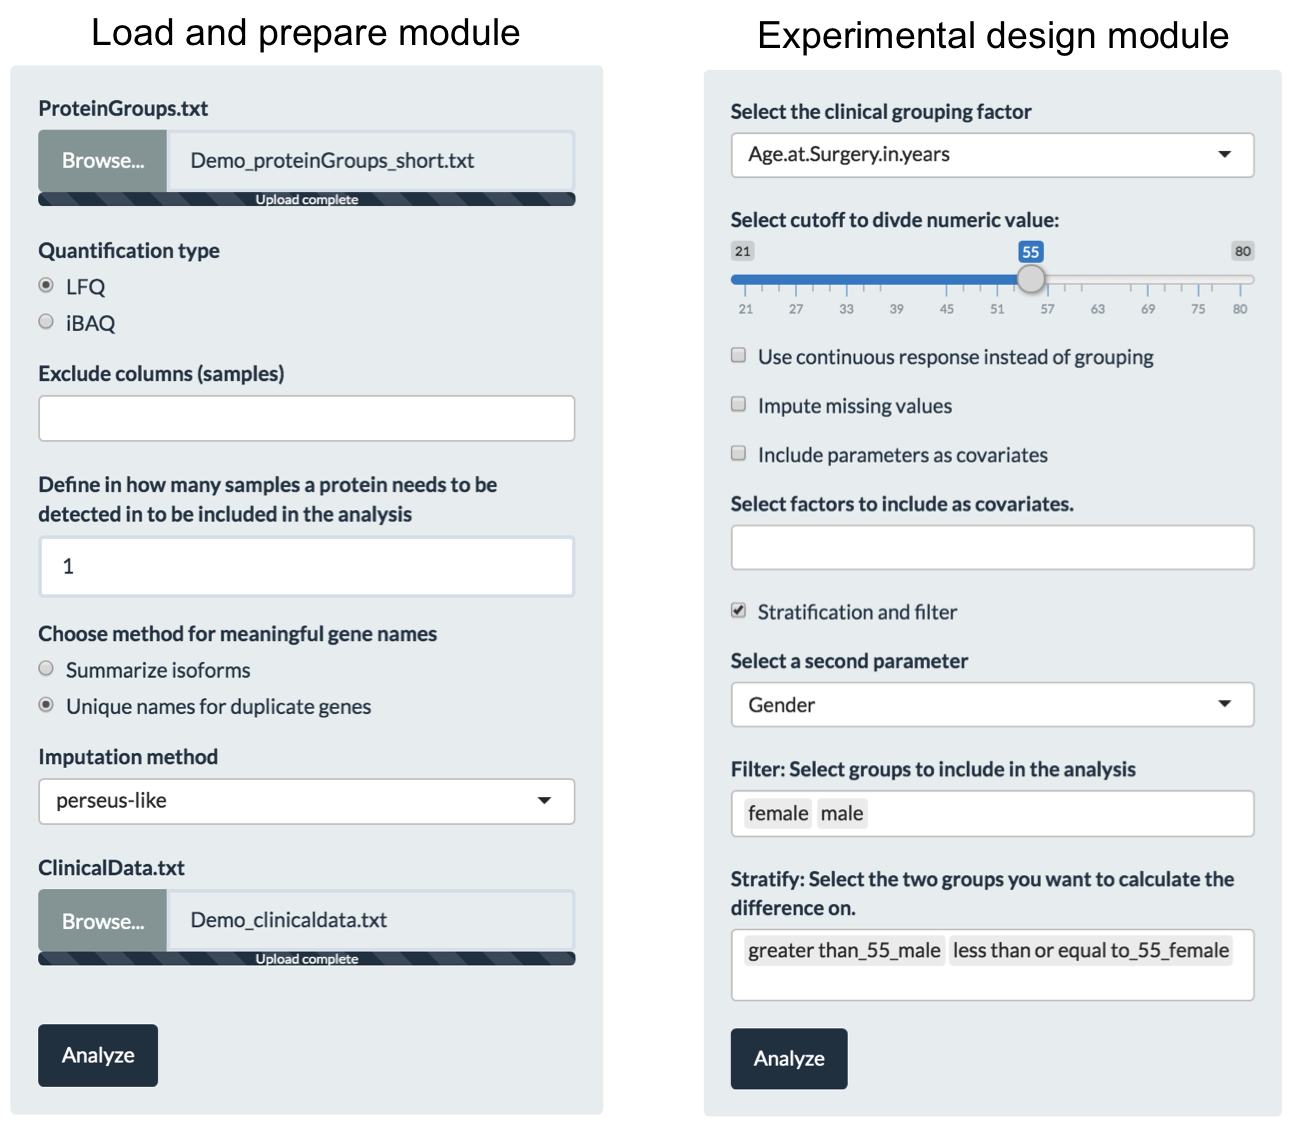 Load and prepare module
ProteinGroups.txt
Browse... Demo_proteinGroups_short.txt
Upload complete
Quantification type
LFQ
iBAQ
Exclude columns (samples)
Define in how many samples a protein needs to be
detected in to be included in the analysis
1
Choose method for meaningful gene names
Summarize isoforms
Unique names for duplicate genes
Imputation method
perseus-like
ClinicalData.txt
Browse... Demo_clinicaldata.txt
Upload complete
Analyze
Experimental design module
Select the clinical grouping factor
Age.at.Surgery.in.years
Select cutoff to divde numeric value:
21 55 80
21 27 33 39 45 51 57 63 69 75 80
Use continuous response instead of grouping
Impute missing values
Include parameters as covariates
Select factors to include as covariates.
Stratification and filter
Select a second parameter
Gender
Filter: Select groups to include in the analysis
female male
Stratify: Select the two groups you want to calculate the
difference on.
greater than_55_male less than or equal to_55_female
Analyze